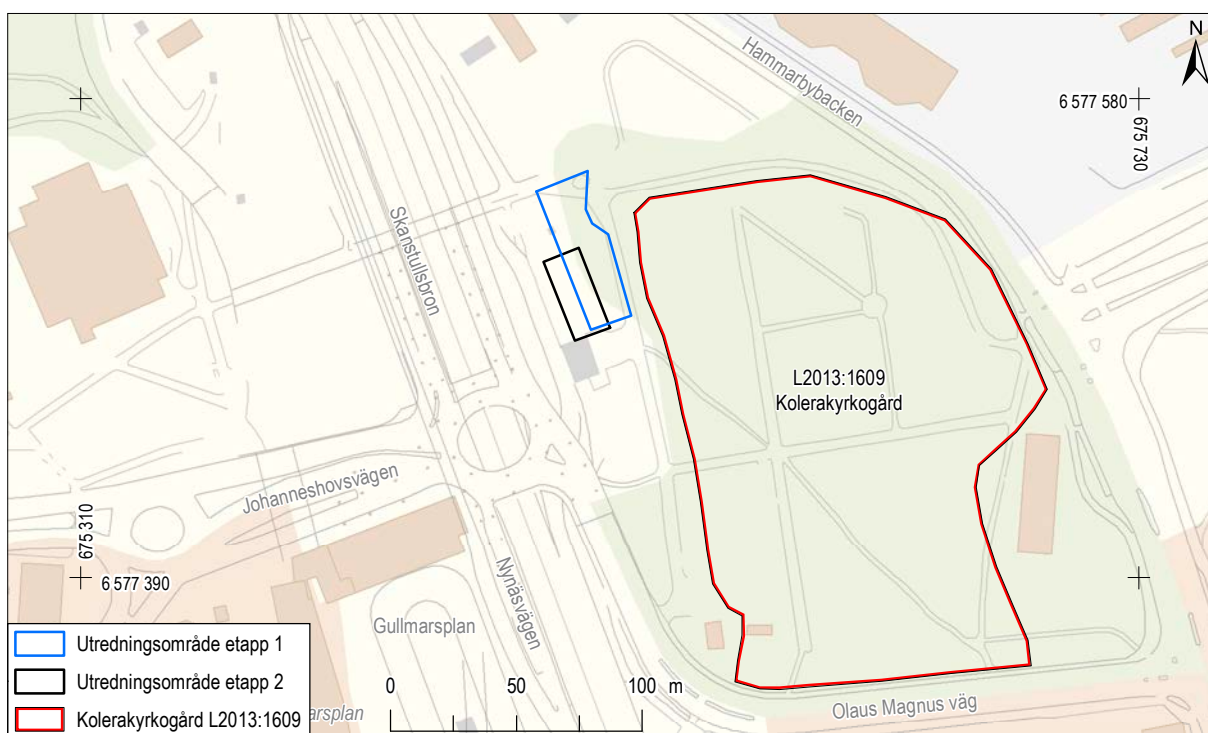 N
Hammarbybacken
6 577 580
675 730
Skanstullsbron
L2013:1609
Kolerakyrkogård
Johanneshovsvägen
675 310
6 577 390
Nynäsvägen
Gullmarsplan
Utredningsområde etapp 1
Utredningsområde etapp 2
Kolerakyrkogård L2013:1609
marsplan
0 50 100 m
Olaus Magnus väg